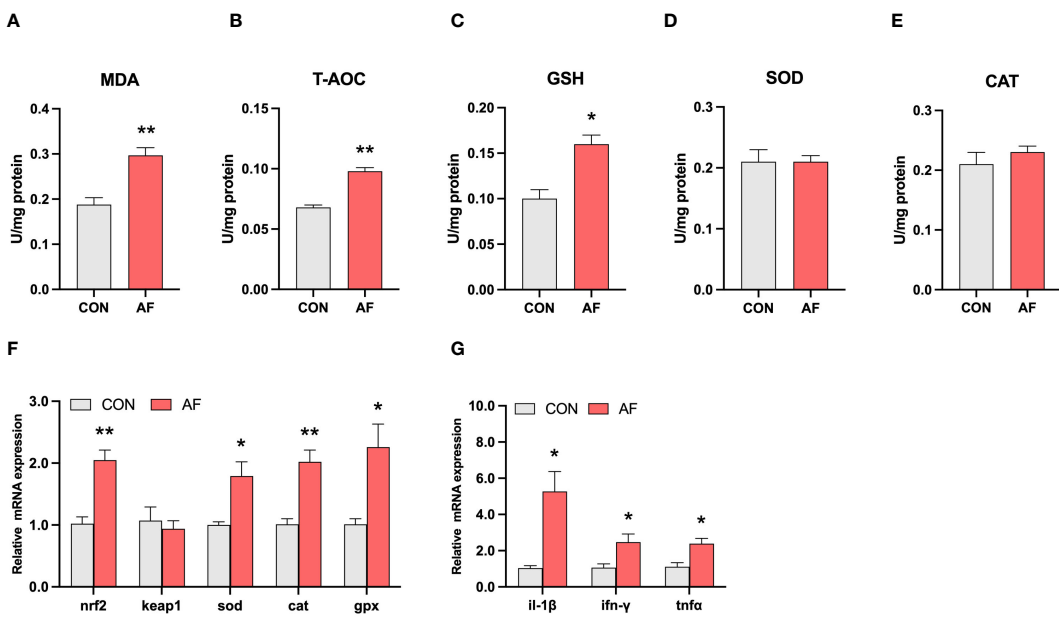 A
B
C
D
E
MDA
T-AOC
GSH
SOD
CAT
U/mg protein
0.4
0.3
0.2
0.1
0.0
CON
AF
**
U/mg protein
0.15
0.10
0.05
0.00
CON
AF
**
U/mg protein
0.20
0.15
0.10
0.05
0.00
CON
AF
*
U/mg protein
0.3
0.2
0.1
0.0
CON
AF
U/mg protein
0.3
0.2
0.1
0.0
CON
AF
F
Relative mRNA expression
3.0
2.0
1.0
0.0
CON
AF
**
*
**
*
nrf2
keap1
sod
cat
gpx
G
Relative mRNA expression
10.0
8.0
6.0
4.0
2.0
0.0
CON
AF
*
*
*
il-1β
ifn-γ
tnfα